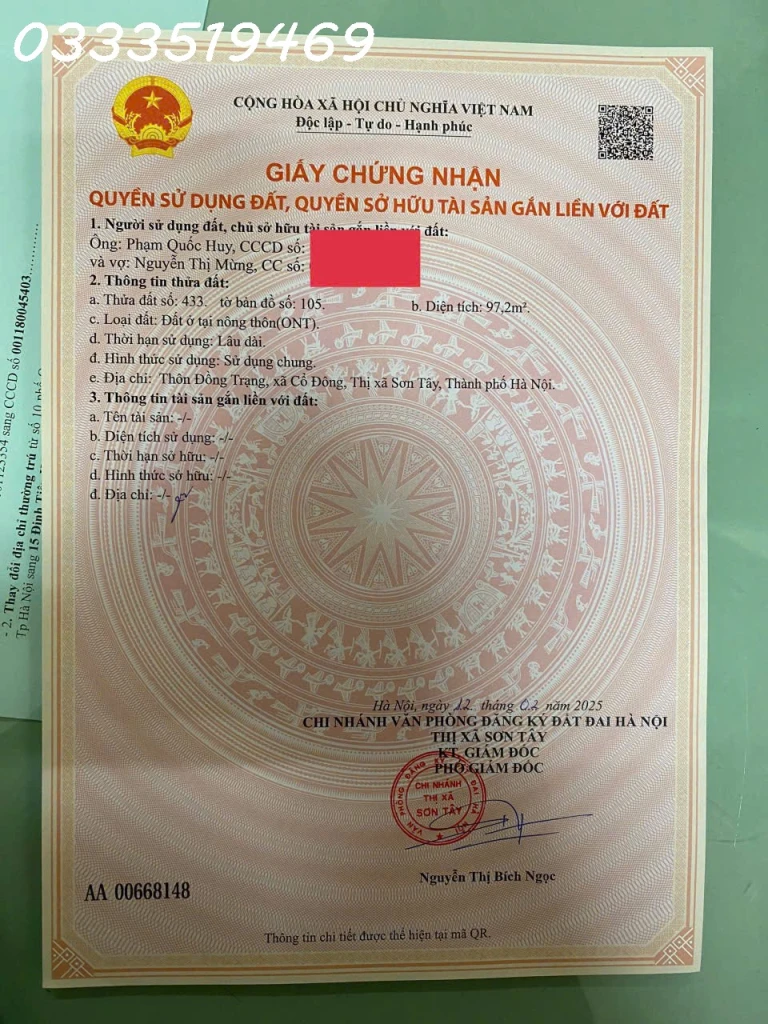 0333519469
CỘNG HÒA XÃ HỘI CHỦ NGHĨA VIỆT NAM
Độc lập - Tự do - Hạnh phúc
GIẤY CHỨNG NHẬN
QUYỀN SỬ DỤNG ĐẤT, QUYỀN SỞ HỮU TÀI SẢN GẮN LIỀN VỚI ĐẤT
1. Người sử dụng đất, chủ sở hữu tài sản gắn liền với đất:
Ông: Phạm Quốc Huy, CCCD số:
và vợ: Nguyễn Thị Mừng, CC số:
2. Thông tin thửa đất:
a. Thửa đất số: 433. tờ bản đồ số: 105. b. Diện tích: 97,2m².
c. Loại đất: Đất ở tại nông thôn(ONT).
d. Thời hạn sử dụng: Lâu dài.
đ. Hình thức sử dụng: Sử dụng chung.
e. Địa chỉ: Thôn Đồng Trạng, xã Cổ Đông, Thị xã Sơn Tây, Thành phố Hà Nội.
3. Thông tin tài sản gắn liền với đất:
a. Tên tài sản: -/-
b. Diện tích sử dụng: -/-
c. Thời hạn sở hữu: -/-
d. Hình thức sở hữu: -/-
đ. Địa chỉ: -/-
Hà Nội, ngày 12 tháng 02 năm 2025
CHI NHÁNH VĂN PHÒNG ĐĂNG KÝ ĐẤT ĐAI HÀ NỘI
THỊ XÃ SƠN TÂY
KT. GIÁM ĐỐC
PHÓ GIÁM ĐỐC
CHI NHÁNH
THỊ XÃ
SƠN TÂY
Nguyễn Thị Bích Ngọc
AA 00668148
Thông tin chi tiết được thể hiện tại mã QR.
sang CCCD số 001180045403
- 2. Thay đổi địa chỉ thường trú từ số 10 phố
Tp Hà Nội sang 15 Đinh